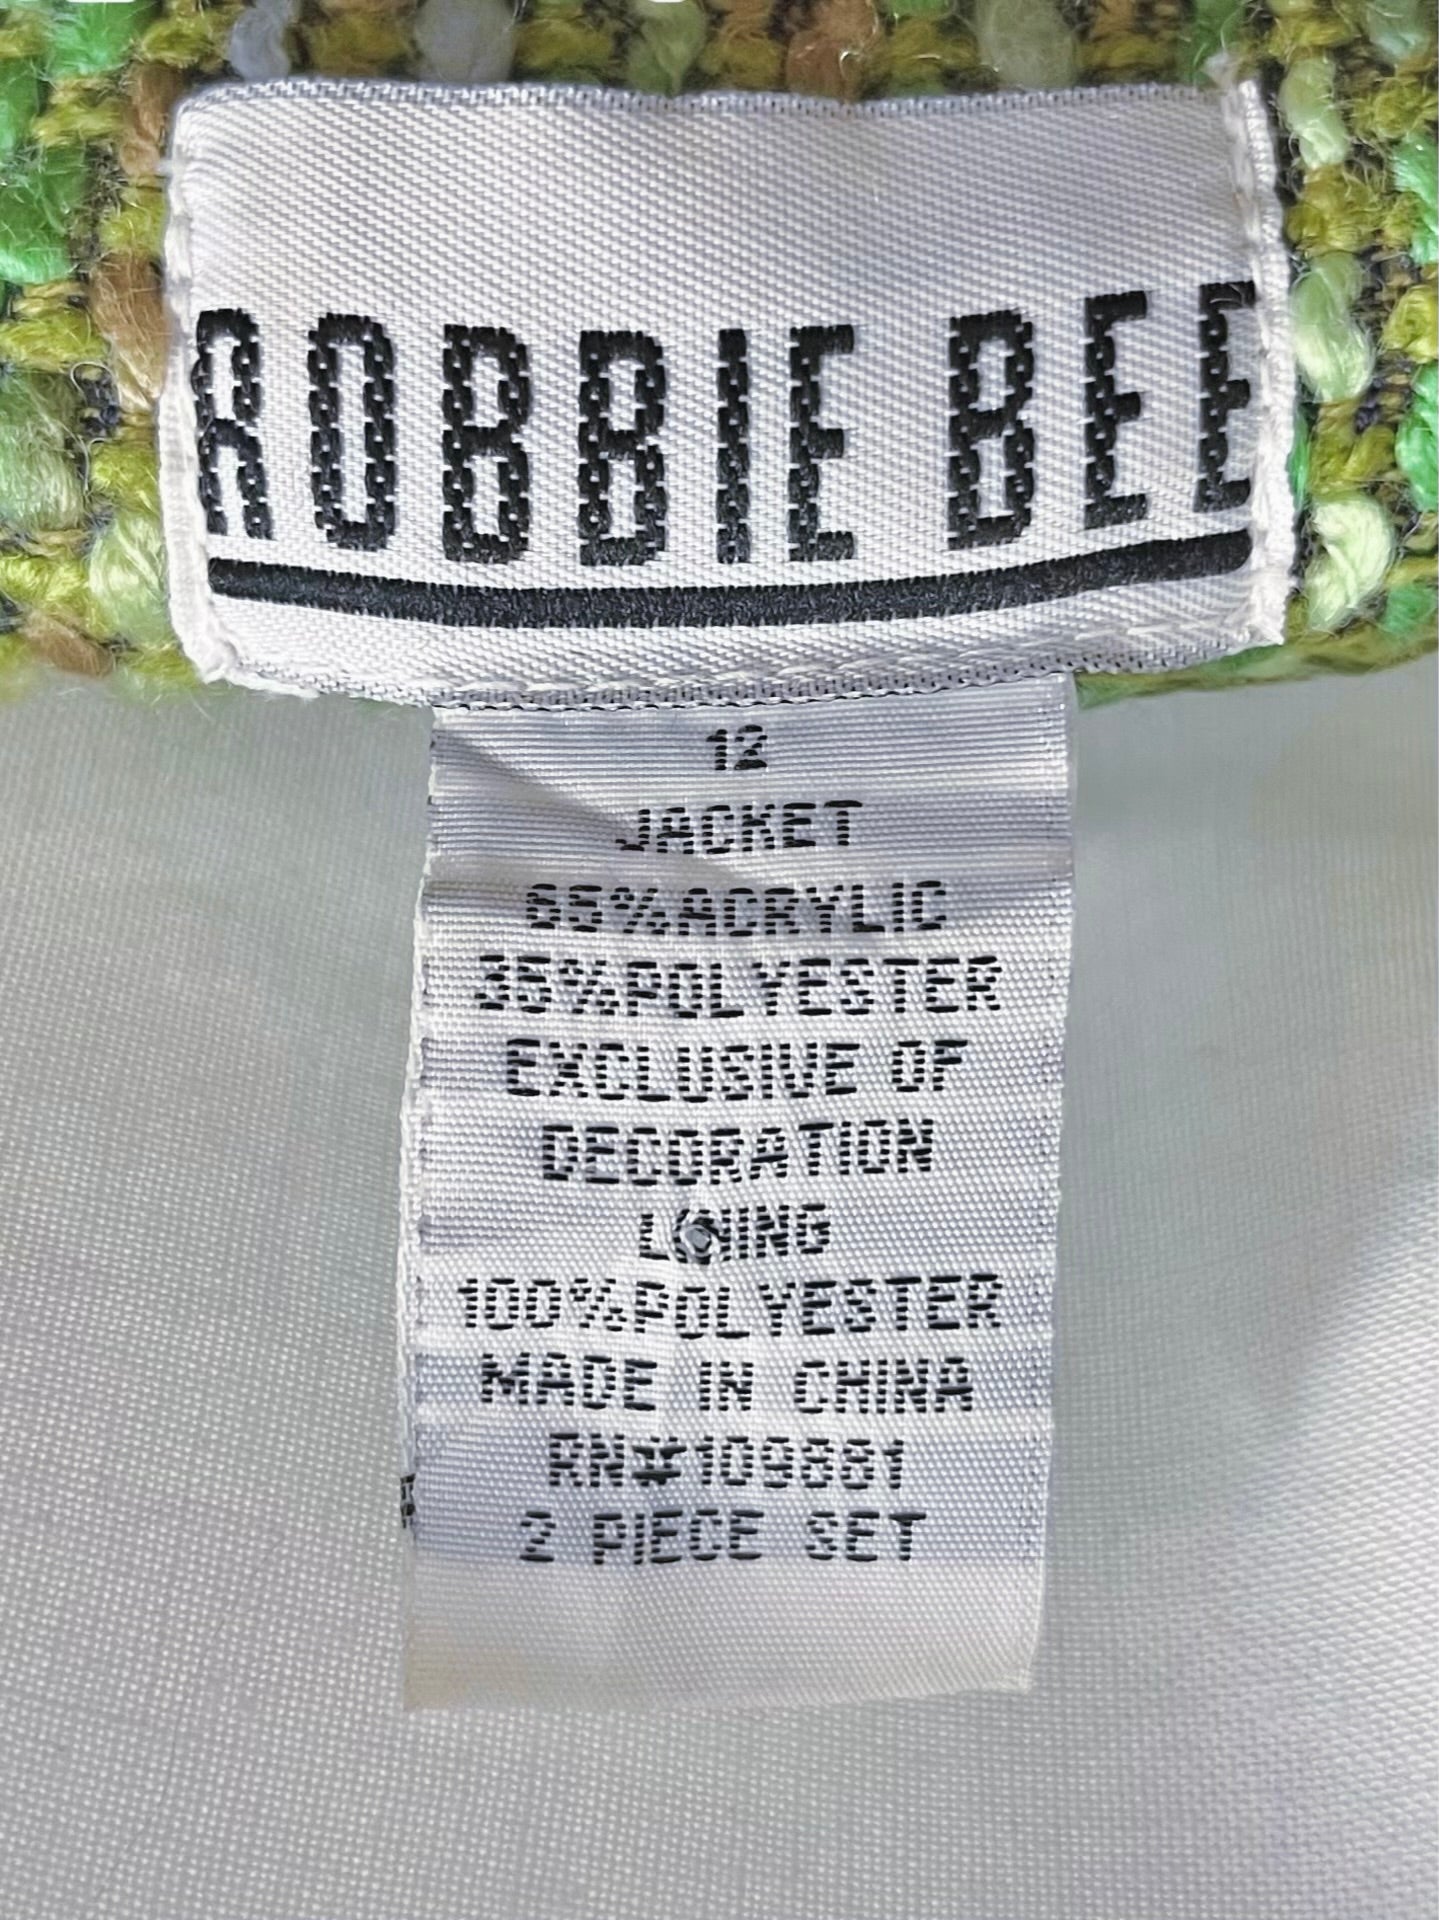 ROBBIE BEE
12
JACKET
65%ACRYLIC
35%POLYESTER
EXCLUSIVE OF
DECORATION
LINING
100%POLYESTER
MADE IN CHINA
RN#109881
2 PIECE SET